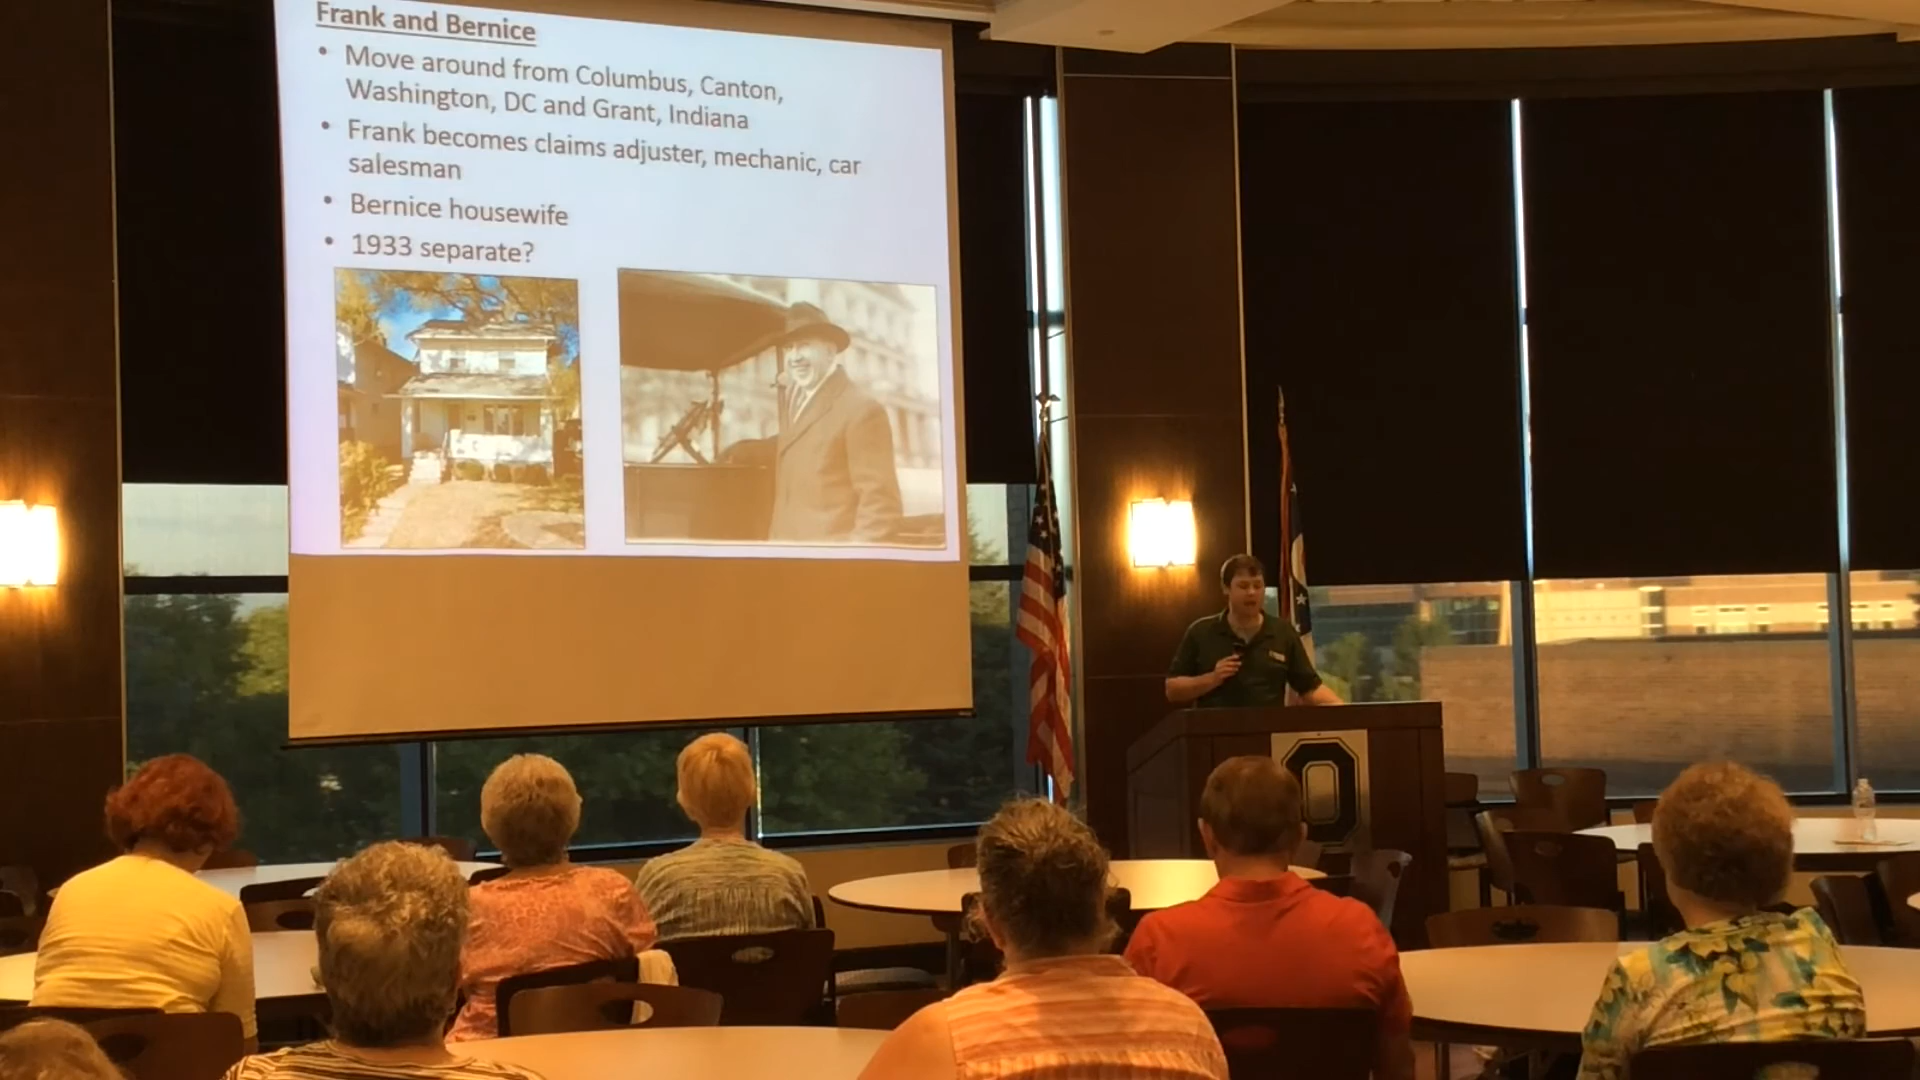 Frank and Bernice
• Move around from Columbus, Canton,
Washington, DC and Grant, Indiana
• Frank becomes claims adjuster, mechanic, car
salesman
• Bernice housewife
• 1933 separate?
O